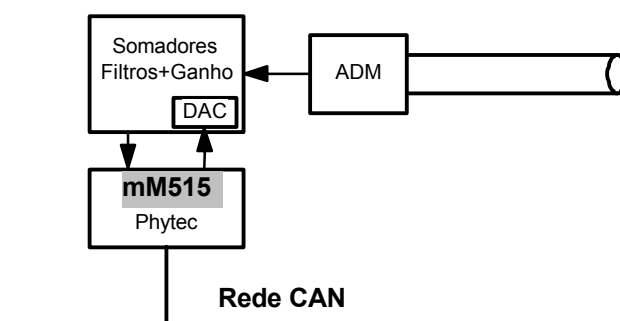 Somadores
Filtros+Ganho
ADM
DAC
mM515
Phytec
Rede CAN